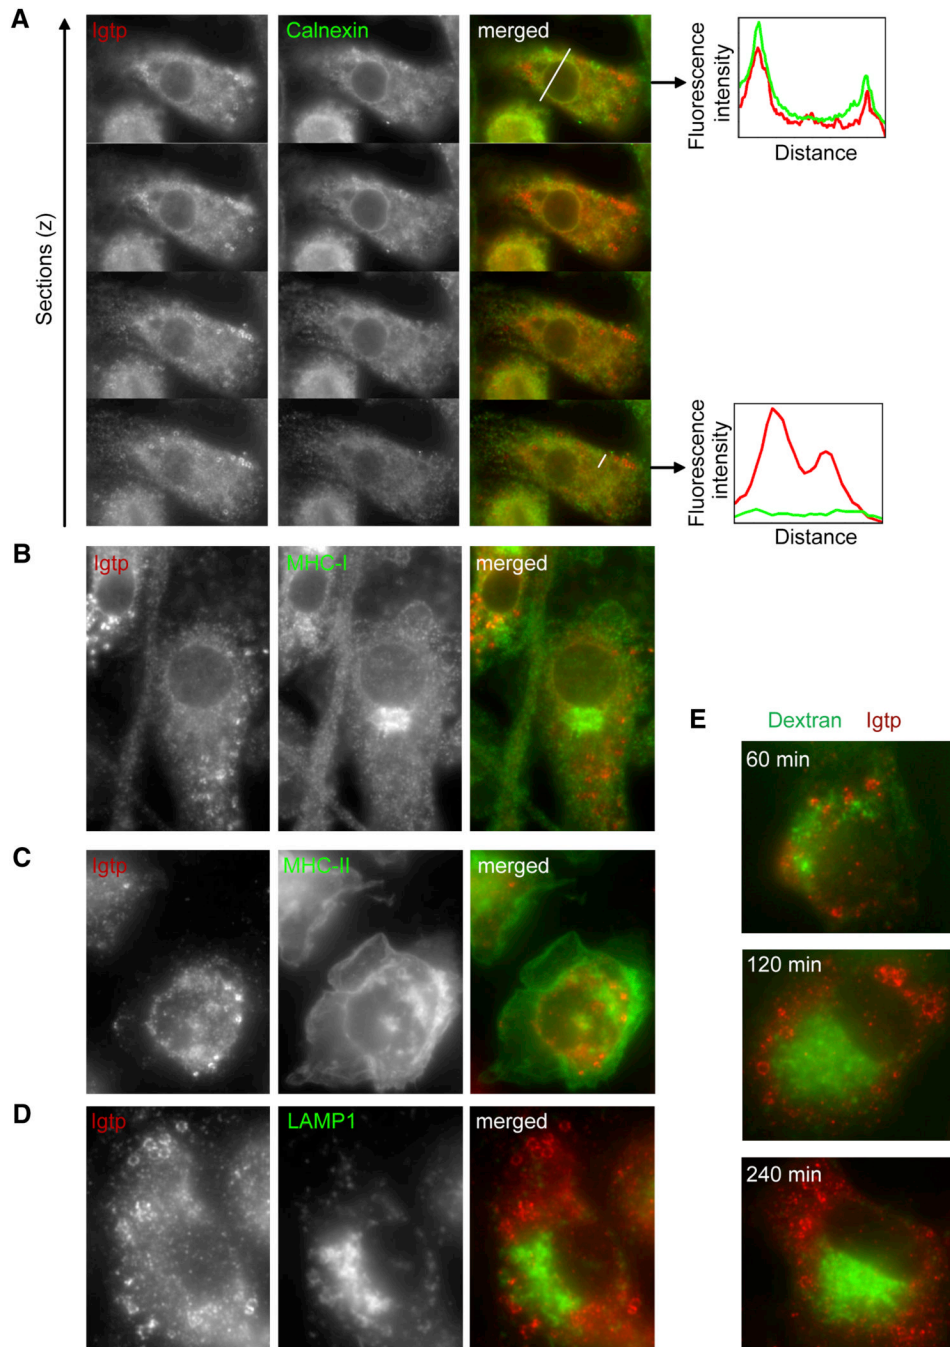 A
Sections (z)
Igtp
Calnexin
merged
Fluorescence
intensity
Distance
Fluorescence
intensity
Distance
B
Igtp
MHC-I
merged
C
Igtp
MHC-II
merged
D
Igtp
LAMP1
merged
E
Dextran
Igtp
60 min
120 min
240 min